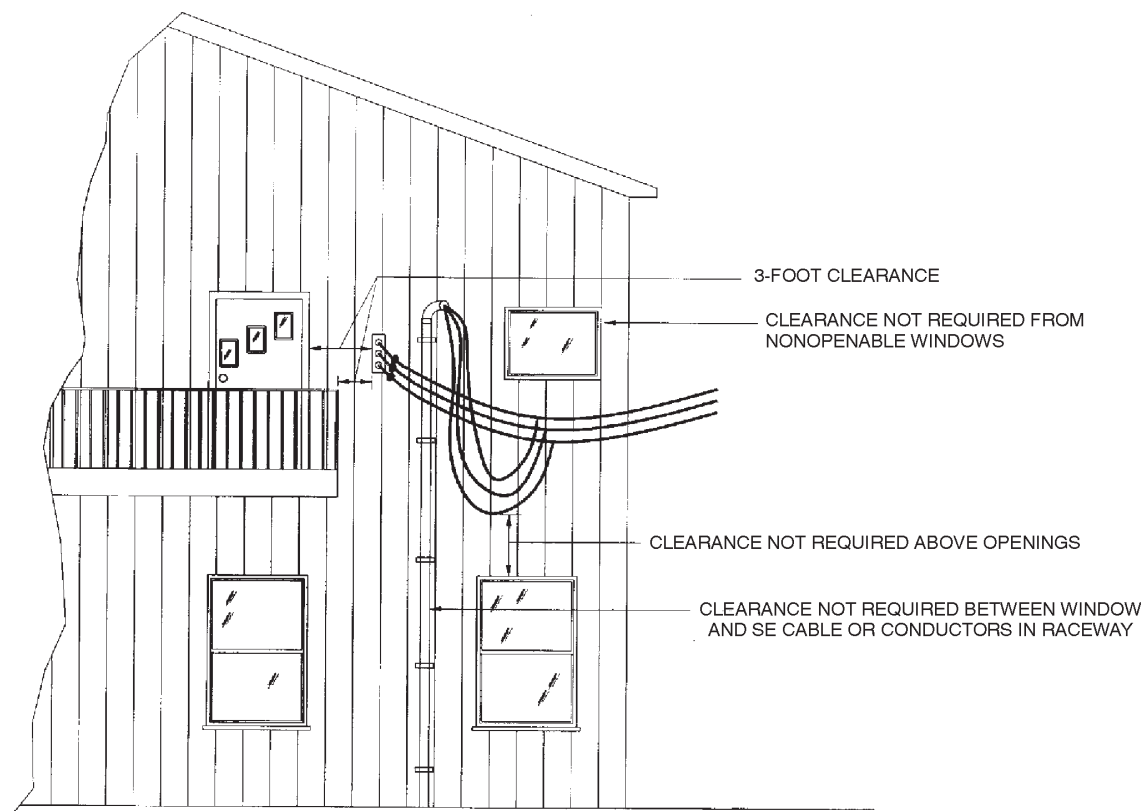 3-FOOT CLEARANCE
CLEARANCE NOT REQUIRED FROM
NONOPENABLE WINDOWS
CLEARANCE NOT REQUIRED ABOVE OPENINGS
CLEARANCE NOT REQUIRED BETWEEN WINDOW
AND SE CABLE OR CONDUCTORS IN RACEWAY